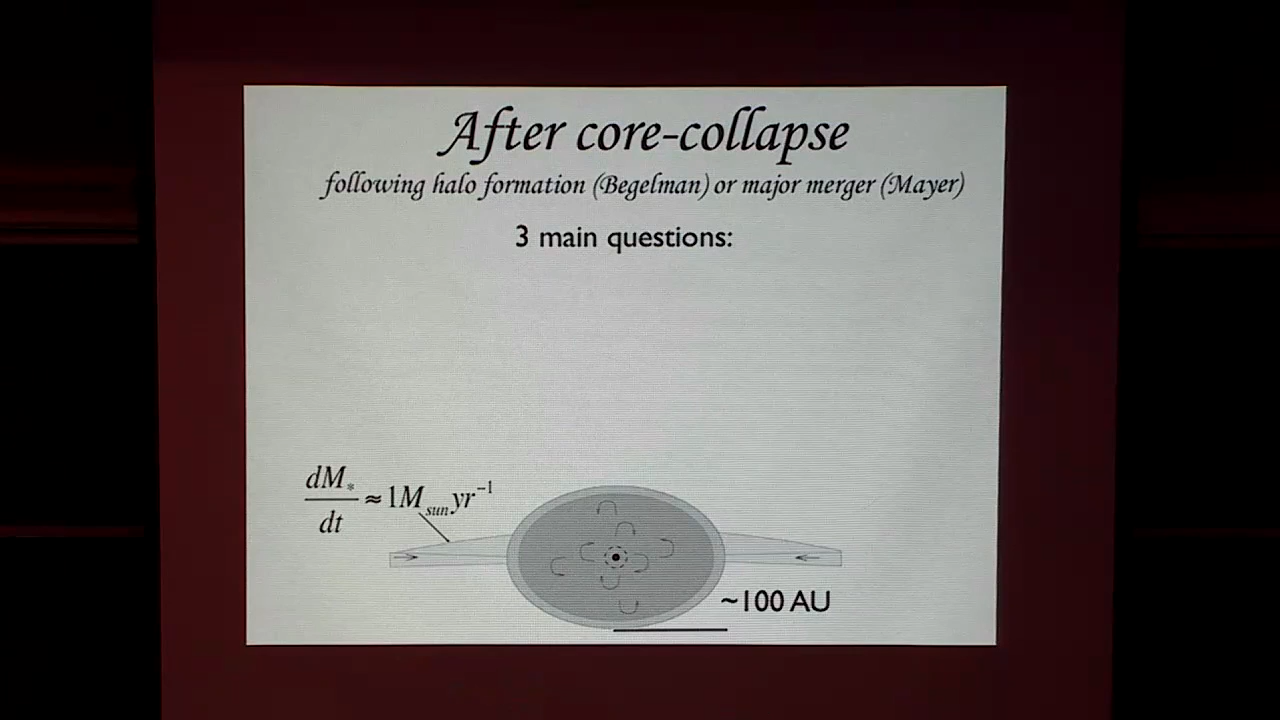 After core-collapse
following halo formation (Begelman) or major merger (Mayer)
3 main questions:
dM*/dt ≈ 1M_sun yr⁻¹
~100 AU